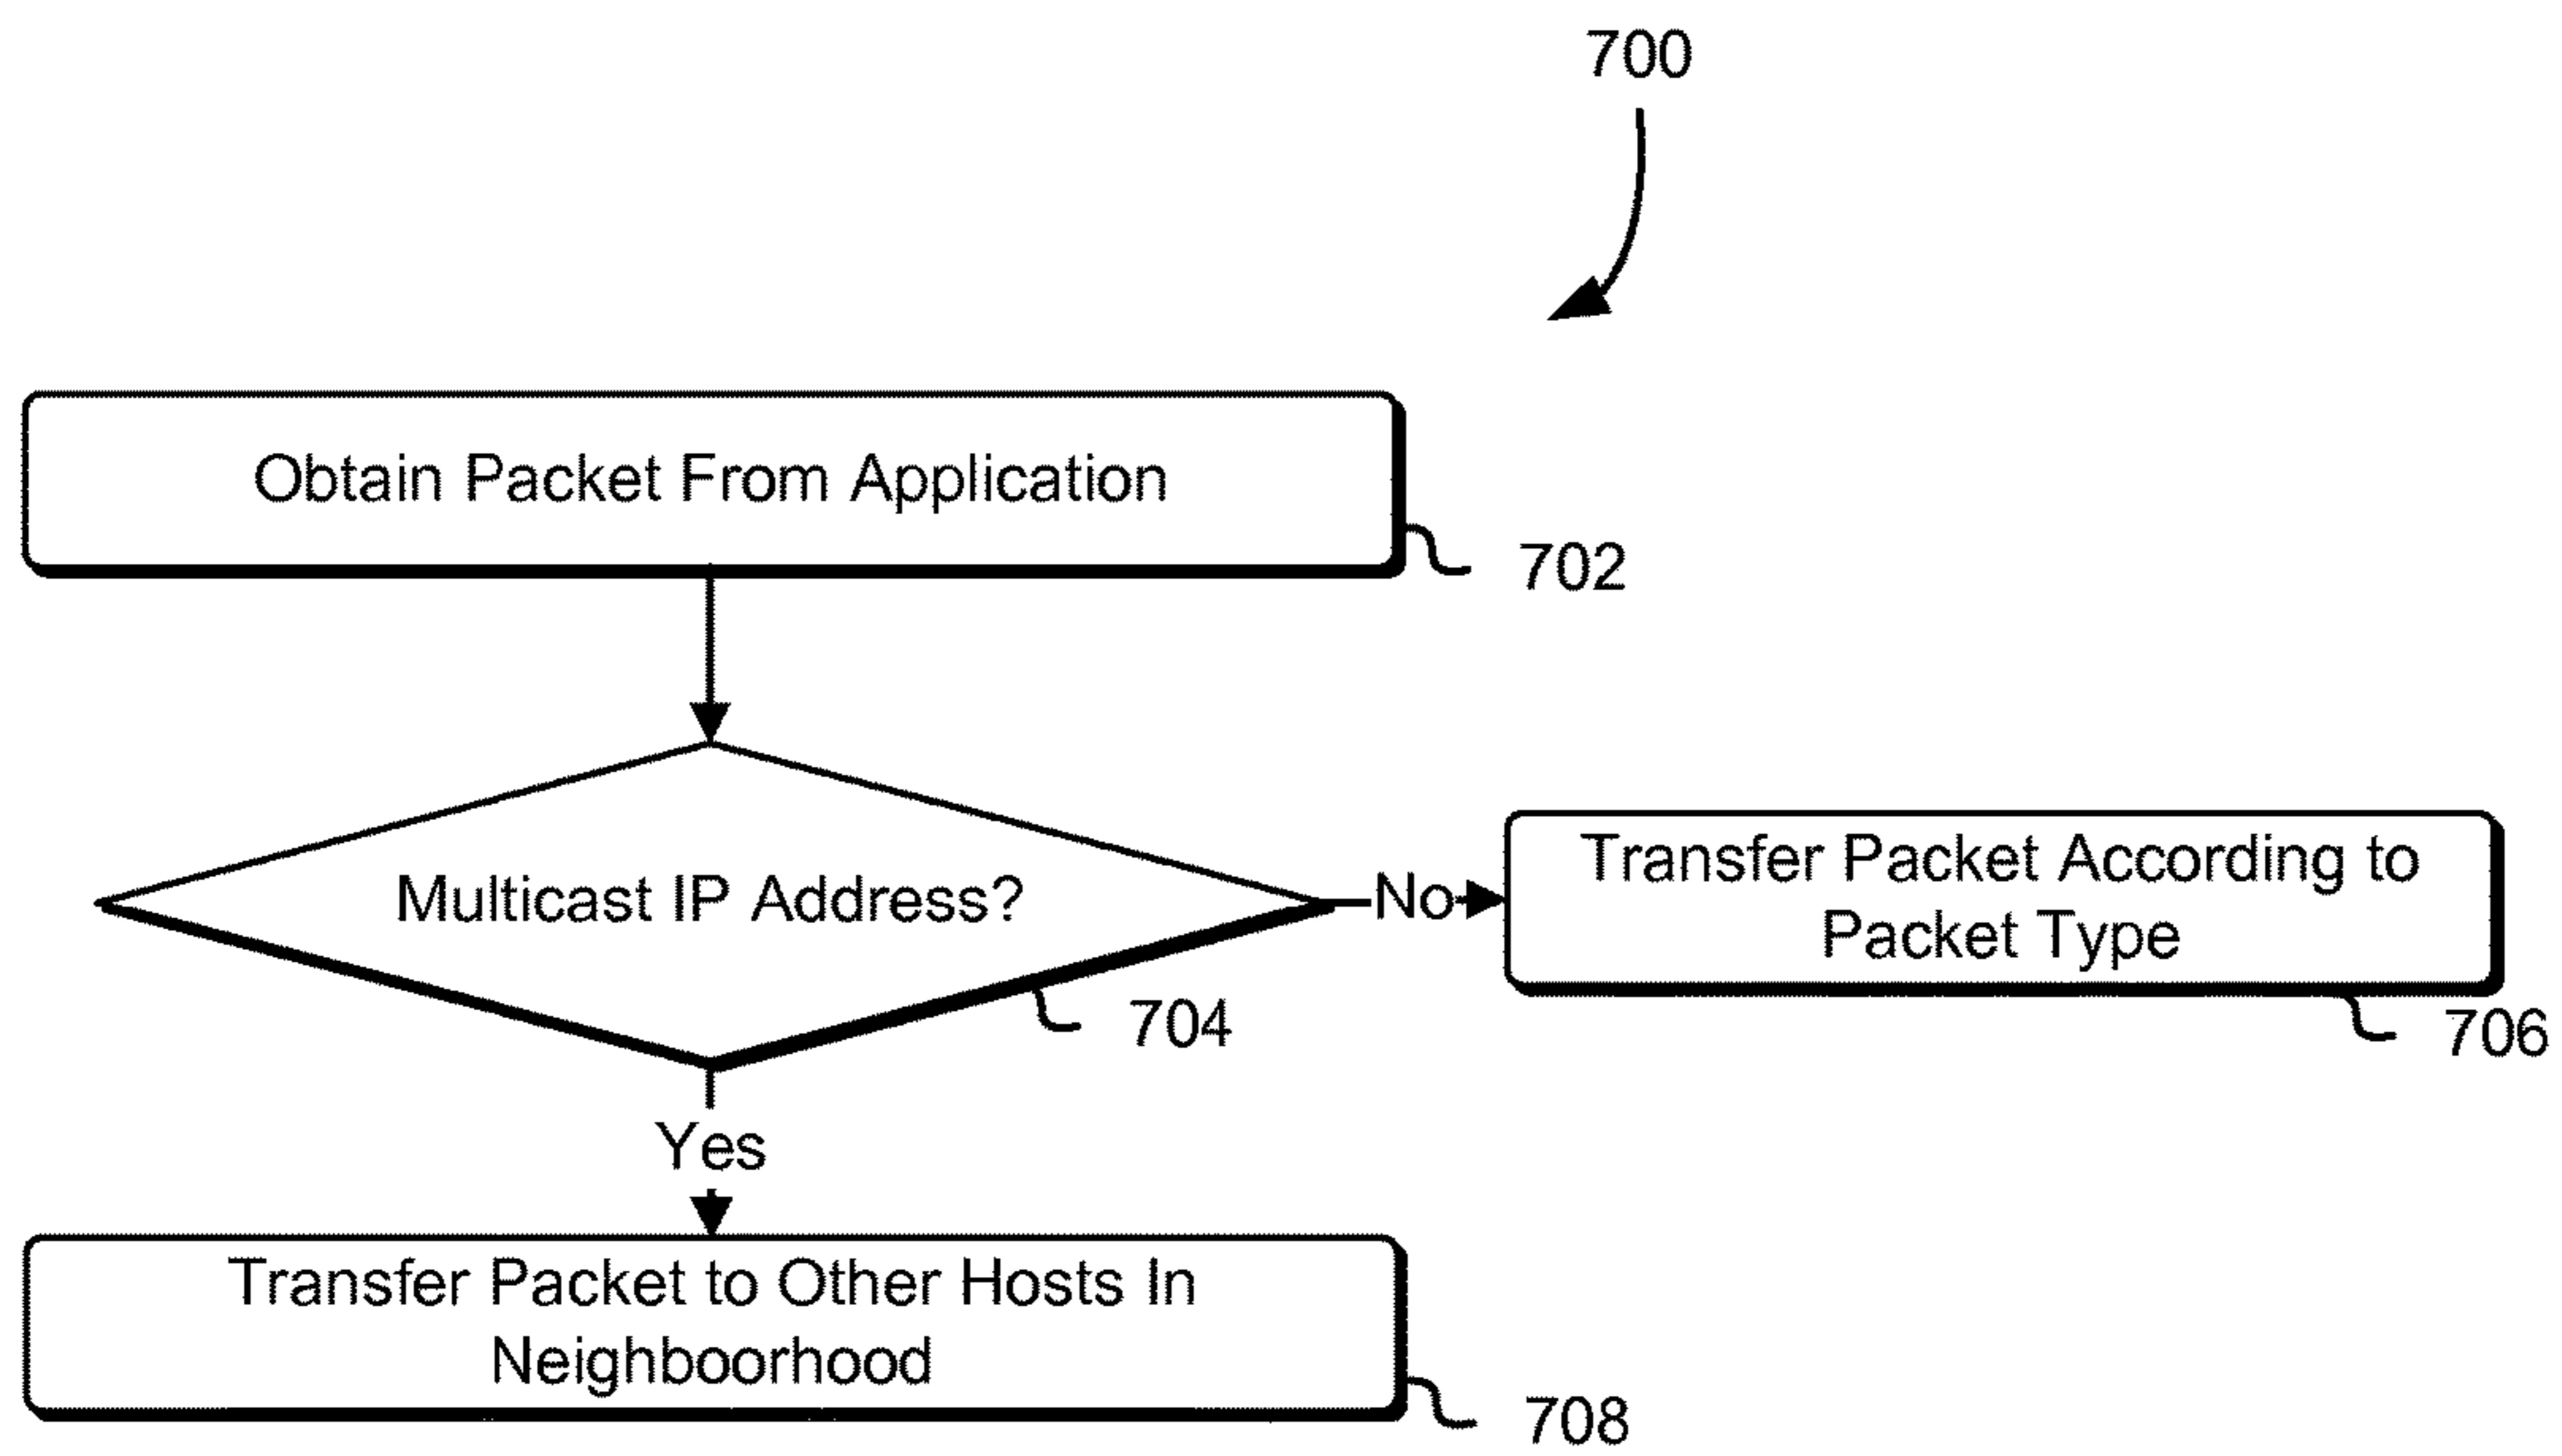 700
Obtain Packet From Application
702
Multicast IP Address?
No
Transfer Packet According to
Packet Type
704
706
Yes
Transfer Packet to Other Hosts In
Neighboorhood
708